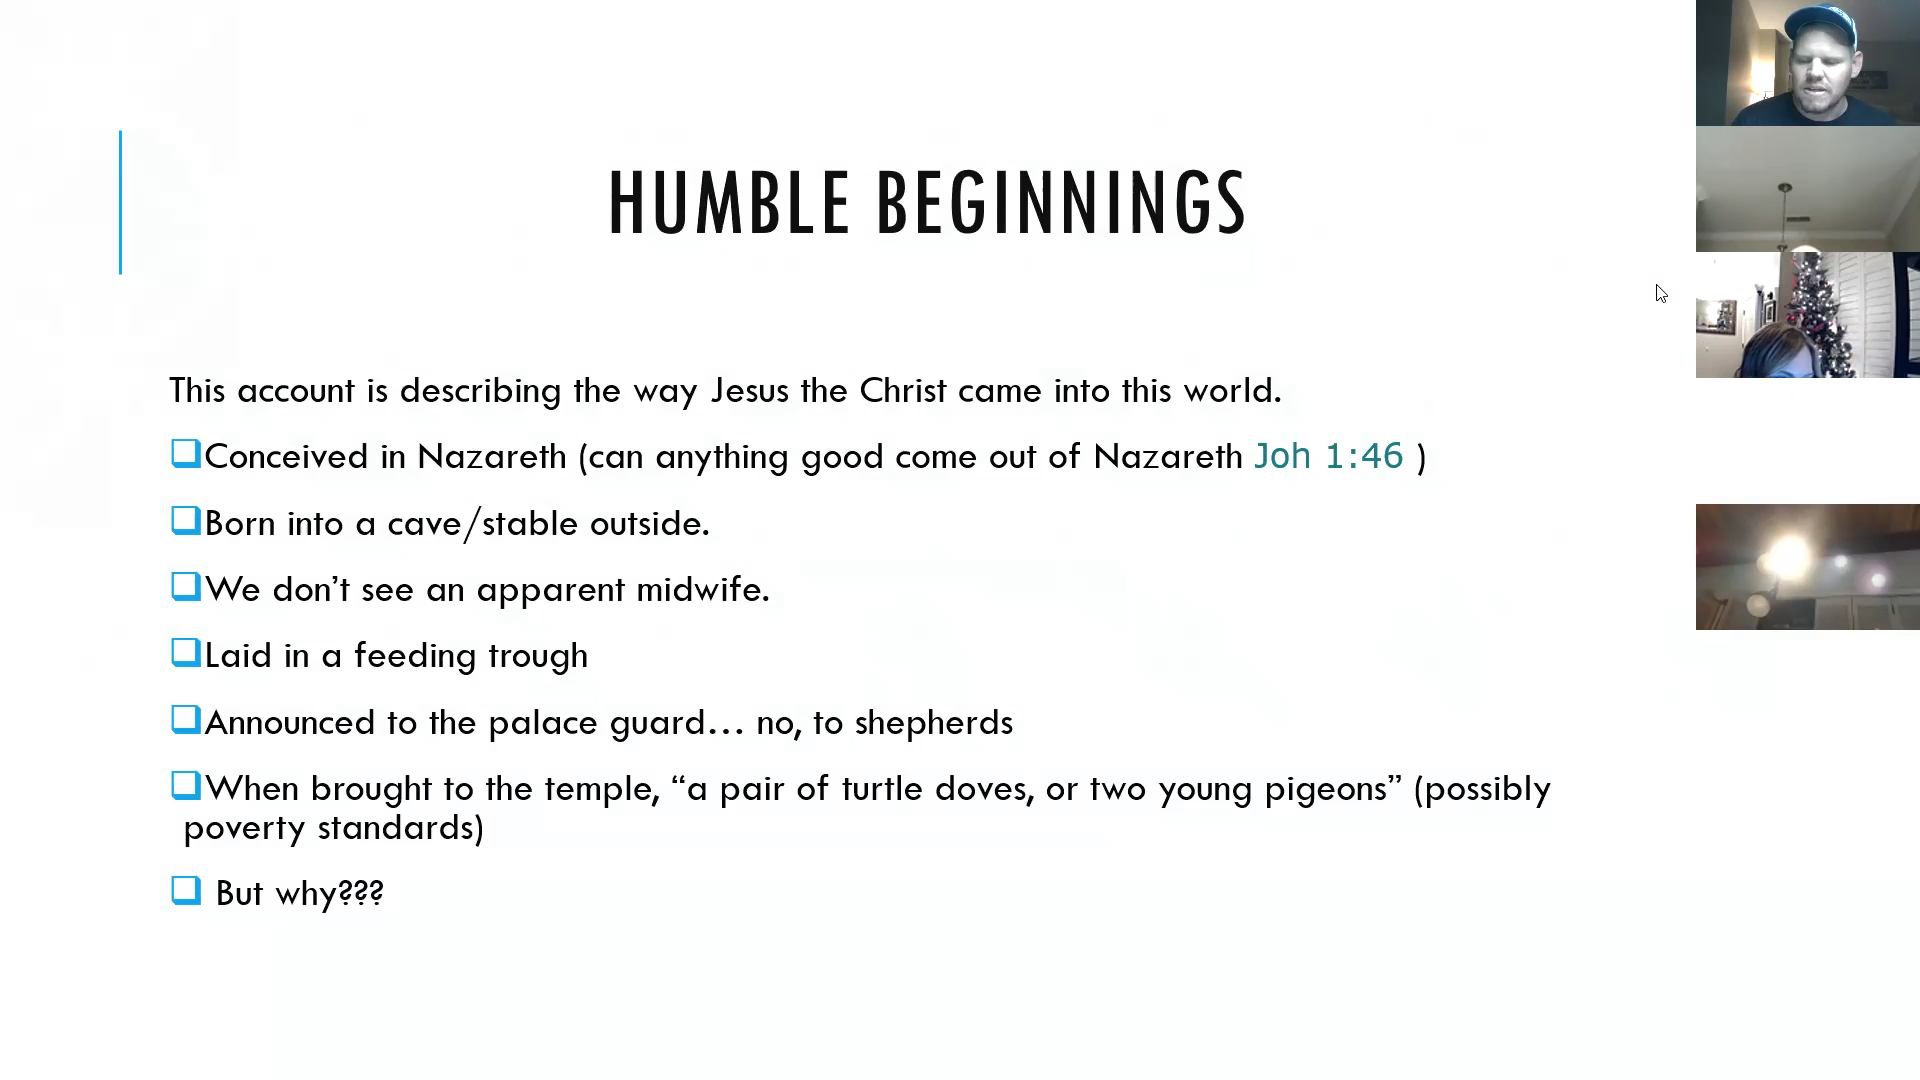 HUMBLE BEGINNINGS
This account is describing the way Jesus the Christ came into this world.
Conceived in Nazareth (can anything good come out of Nazareth Joh 1:46 )
Born into a cave/stable outside.
We don’t see an apparent midwife.
Laid in a feeding trough
Announced to the palace guard… no, to shepherds
When brought to the temple, “a pair of turtle doves, or two young pigeons” (possibly
poverty standards)
But why???